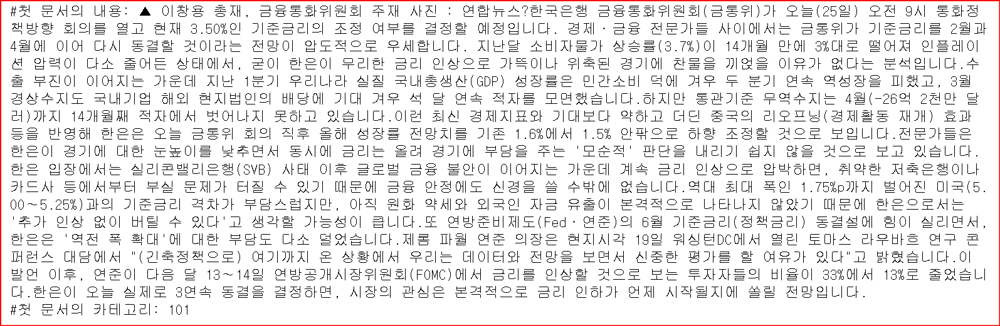 #첫 문서의 내용: ▲ 이창용 총재, 금융통화위원회 주재 사진 : 연합뉴스?한국은행 금융통화위원회(금통위)가 오늘(25일) 오전 9시 통화정
책방향 회의를 열고 현재 3.50%인 기준금리의 조정 여부를 결정할 예정입니다. 경제·금융 전문가들 사이에서는 금통위가 기준금리를 2월과
4월에 이어 다시 동결할 것이라는 전망이 압도적으로 우세합니다. 지난달 소비자물가 상승률(3.7%)이 14개월 만에 3%대로 떨어져 인플레이
션 압력이 다소 줄어든 상태에서, 굳이 한은이 무리한 금리 인상으로 가뜩이나 위축된 경기에 찬물을 끼얹을 이유가 없다는 분석입니다.수
출 부진이 이어지는 가운데 지난 1분기 우리나라 실질 국내총생산(GDP) 성장률은 민간소비 덕에 겨우 두 분기 연속 역성장을 피했고, 3월
경상수지도 국내기업 해외 현지법인의 배당에 기대 겨우 석 달 연속 적자를 모면했습니다.하지만 통관기준 무역수지는 4월(-26억 2천만 달
러)까지 14개월째 적자에서 벗어나지 못하고 있습니다.이런 최신 경제지표와 기대보다 약하고 더딘 중국의 리오프닝(경제활동 재개) 효과
등을 반영해 한은은 오늘 금통위 회의 직후 올해 성장률 전망치를 기존 1.6%에서 1.5% 안팎으로 하향 조정할 것으로 보입니다.전문가들은
한은이 경기에 대한 눈높이를 낮추면서 동시에 금리는 올려 경기에 부담을 주는 '모순적' 판단을 내리기 쉽지 않을 것으로 보고 있습니다.
한은 입장에서는 실리콘밸리은행(SVB) 사태 이후 글로벌 금융 불안이 이어지는 가운데 계속 금리 인상으로 압박하면, 취약한 저축은행이나
카드사 등에서부터 부실 문제가 터질 수 있기 때문에 금융 안정에도 신경을 쓸 수밖에 없습니다.역대 최대 폭인 1.75%p까지 벌어진 미국(5.
00~5.25%)과의 기준금리 격차가 부담스럽지만, 아직 원화 약세와 외국인 자금 유출이 본격적으로 나타나지 않았기 때문에 한은으로서는
'추가 인상 없이 버틸 수 있다'고 생각할 가능성이 큽니다.또 연방준비제도(Fed·연준)의 6월 기준금리(정책금리) 동결설에 힘이 실리면서,
한은은 '역전 폭 확대'에 대한 부담도 다소 덜었습니다.제롬 파월 연준 의장은 현지시각 19일 워싱턴DC에서 열린 토마스 라우바흐 연구 콘
퍼런스 대담에서 "(긴축정책으로) 여기까지 온 상황에서 우리는 데이터와 전망을 보면서 신중한 평가를 할 여유가 있다"고 밝혔습니다.이
발언 이후, 연준이 다음 달 13~14일 연방공개시장위원회(FOMC)에서 금리를 인상할 것으로 보는 투자자들의 비율이 33%에서 13%로 줄었습니
다.한은이 오늘 실제로 3연속 동결을 결정하면, 시장의 관심은 본격적으로 금리 인하가 언제 시작될지에 쏠릴 전망입니다.
#첫 문서의 카테고리: 101